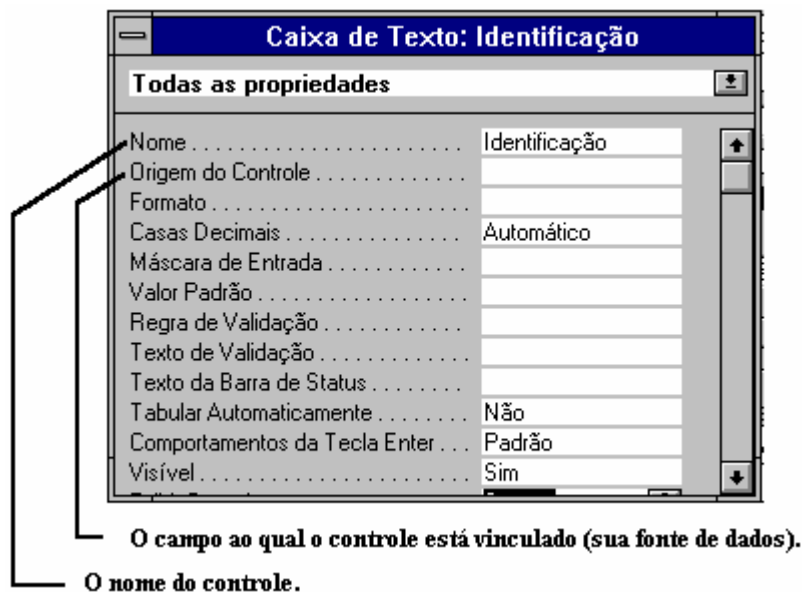 Caixa de Texto: Identificação
Todas as propriedades
Nome . . . . . . . . . . . . . . . . . . . . . . . Identificação
Origem do Controle . . . . . . . . . . . . .
Formato . . . . . . . . . . . . . . . . . . . . .
Casas Decimais . . . . . . . . . . . . . . . Automático
Máscara de Entrada . . . . . . . . . . . .
Valor Padrão . . . . . . . . . . . . . . . . . .
Regra de Validação . . . . . . . . . . . . .
Texto de Validação . . . . . . . . . . . . .
Texto da Barra de Status . . . . . . . .
Tabular Automaticamente . . . . . . . . Não
Comportamentos da Tecla Enter . . . Padrão
Visível . . . . . . . . . . . . . . . . . . . . . . Sim
O campo ao qual o controle está vinculado (sua fonte de dados).
O nome do controle.